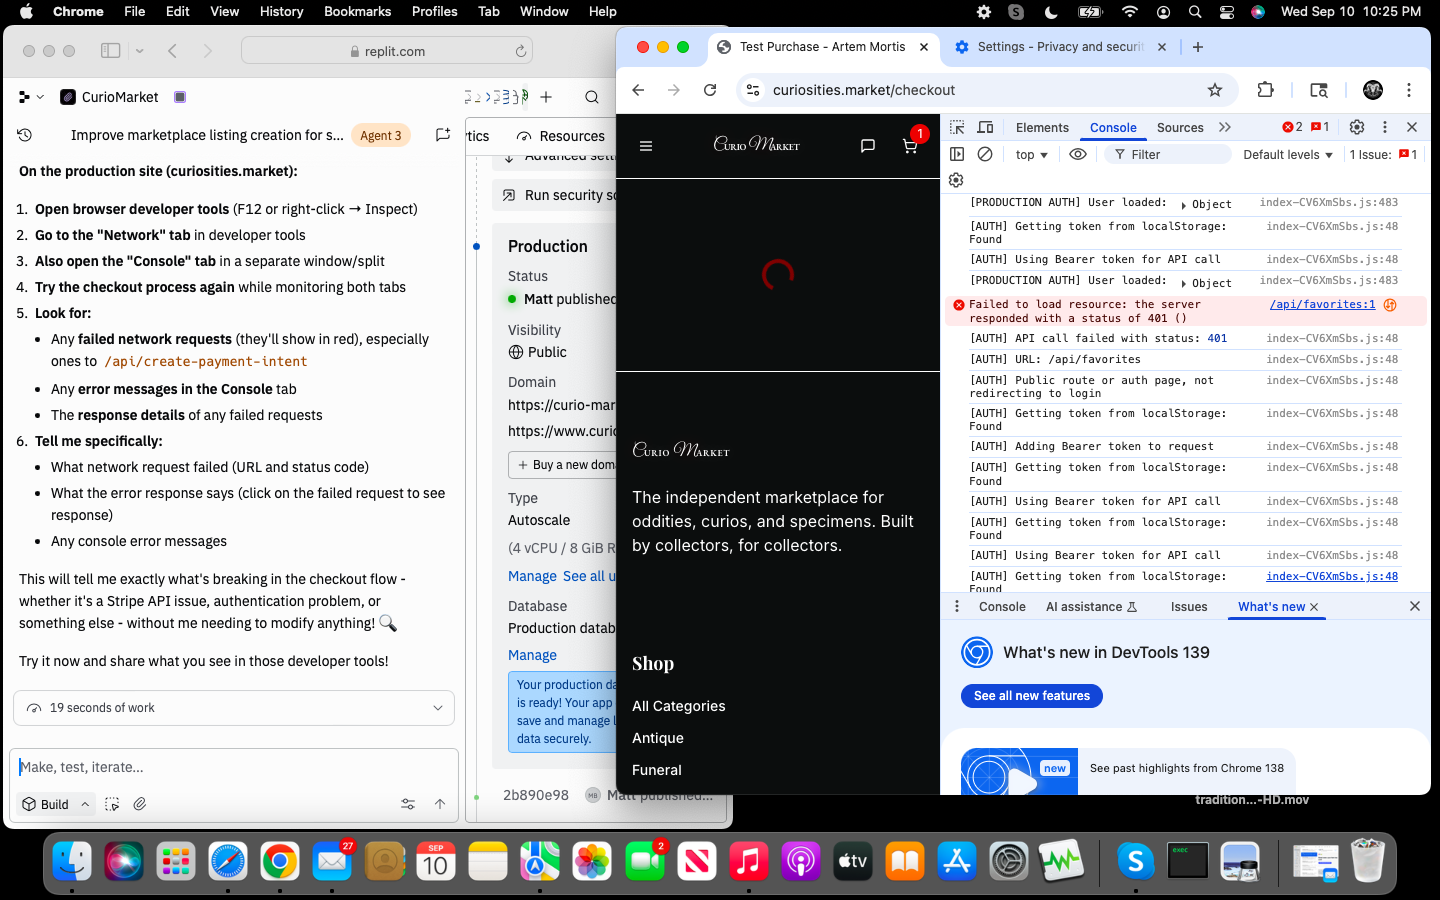 Chrome File Edit View History Bookmarks Profiles Tab Window Help
Wed Sep 10 10:25 PM
replit.com
CurioMarket
Improve marketplace listing creation for s...
Agent 3
On the production site (curiosities.market):
1. Open browser developer tools (F12 or right-click → Inspect)
2. Go to the "Network" tab in developer tools
3. Also open the "Console" tab in a separate window/split
4. Try the checkout process again while monitoring both tabs
5. Look for:
• Any failed network requests (they'll show in red), especially
ones to /api/create-payment-intent
• Any error messages in the Console tab
• The response details of any failed requests
6. Tell me specifically:
• What network request failed (URL and status code)
• What the error response says (click on the failed request to see
response)
• Any console error messages
This will tell me exactly what's breaking in the checkout flow -
whether it's a Stripe API issue, authentication problem, or
something else - without me needing to modify anything!
Try it now and share what you see in those developer tools!
19 seconds of work
Make, test, iterate...
Build
tics
Resources
Advanced sett
Run security sc
Production
Status
Matt published
Visibility
Public
Domain
https://curio-mar
https://www.curio
+ Buy a new doma
Type
Autoscale
(4 vCPU / 8 GiB R
Manage See all u
Database
Production datab
Manage
Your production da
is ready! Your app
save and manage l
data securely.
2b890e98
MB
Matt published...
Test Purchase - Artem Mortis
Settings - Privacy and securit
curiosities.market/checkout
Curio Market
1
Curio Market
The independent marketplace for
oddities, curios, and specimens. Built
by collectors, for collectors.
Shop
All Categories
Antique
Funeral
Elements Console Sources
2
1
top
Filter
Default levels
1 Issue: 1
[PRODUCTION AUTH] User loaded: Object index-CV6XmSbs.js:483
[AUTH] Getting token from localStorage: index-CV6XmSbs.js:48
Found
[AUTH] Using Bearer token for API call index-CV6XmSbs.js:48
[PRODUCTION AUTH] User loaded: Object index-CV6XmSbs.js:483
Failed to load resource: the server /api/favorites:1
responded with a status of 401 ()
[AUTH] API call failed with status: 401 index-CV6XmSbs.js:48
[AUTH] URL: /api/favorites index-CV6XmSbs.js:48
[AUTH] Public route or auth page, not index-CV6XmSbs.js:48
redirecting to login
[AUTH] Getting token from localStorage: index-CV6XmSbs.js:48
Found
[AUTH] Adding Bearer token to request index-CV6XmSbs.js:48
[AUTH] Getting token from localStorage: index-CV6XmSbs.js:48
Found
[AUTH] Using Bearer token for API call index-CV6XmSbs.js:48
[AUTH] Getting token from localStorage: index-CV6XmSbs.js:48
Found
[AUTH] Using Bearer token for API call index-CV6XmSbs.js:48
[AUTH] Getting token from localStorage: index-CV6XmSbs.js:48
Found
Console AI assistance Issues What's new
What's new in DevTools 139
See all new features
new
See past highlights from Chrome 138
tradition...-HD.mov
27
SEP
10
2
tv
exec